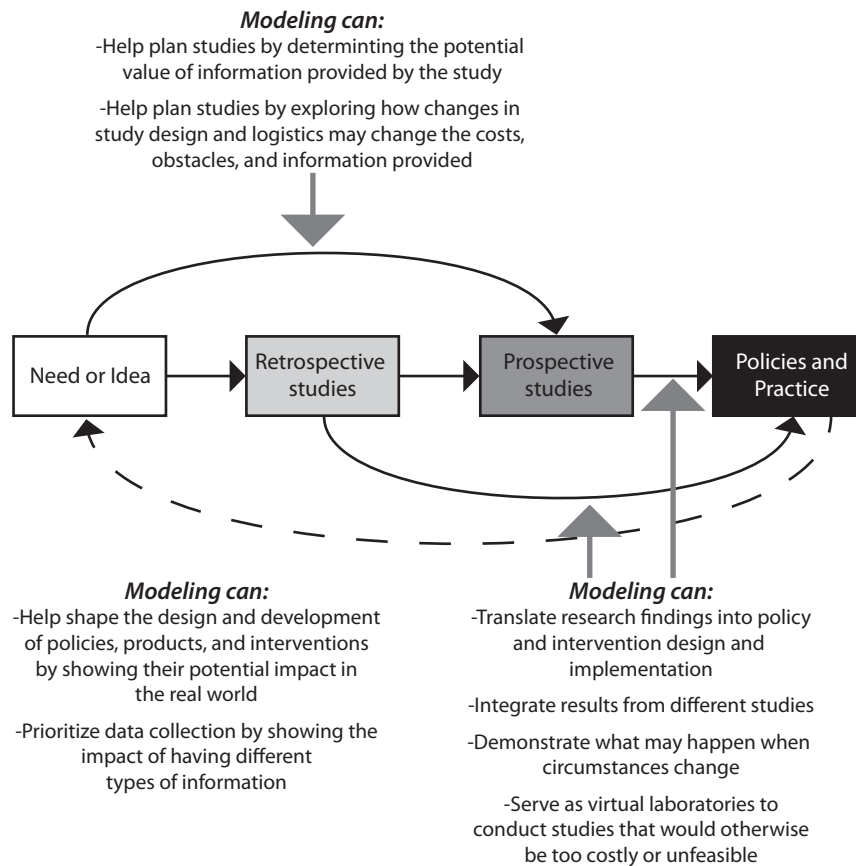 Modeling can:
-Help plan studies by determinting the potential
value of information provided by the study
-Help plan studies by exploring how changes in
study design and logistics may change the costs,
obstacles, and information provided
Need or Idea
Retrospective
studies
Prospective
studies
Policies and
Practice
Modeling can:
-Help shape the design and development
of policies, products, and interventions
by showing their potential impact in
the real world
-Prioritize data collection by showing the
impact of having different
types of information
Modeling can:
-Translate research findings into policy
and intervention design and
implementation
-Integrate results from different studies
-Demonstrate what may happen when
circumstances change
-Serve as virtual laboratories to
conduct studies that would otherwise
be too costly or unfeasible